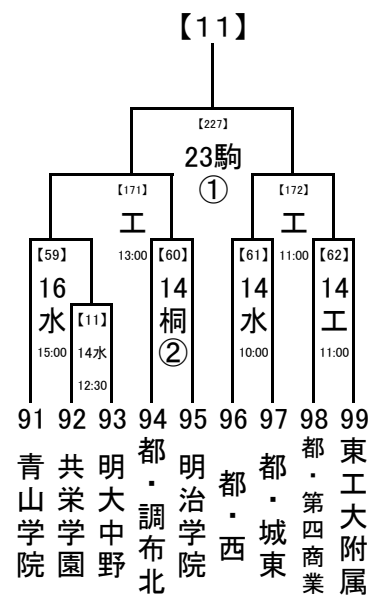 【11】
【227】
23駒
①
【171】
工
13:00
【172】
工
11:00
【59】
16
水
15:00
【11】
14水
12:30
【60】
14
桐
②
【61】
14
水
10:00
【62】
14
工
11:00
91 92 93 94 95 96 97 98 99
青山学院
共栄学園
明大中野
都・調布北
明治学院
都・西
都・城東
都・第四商業
東工大附属